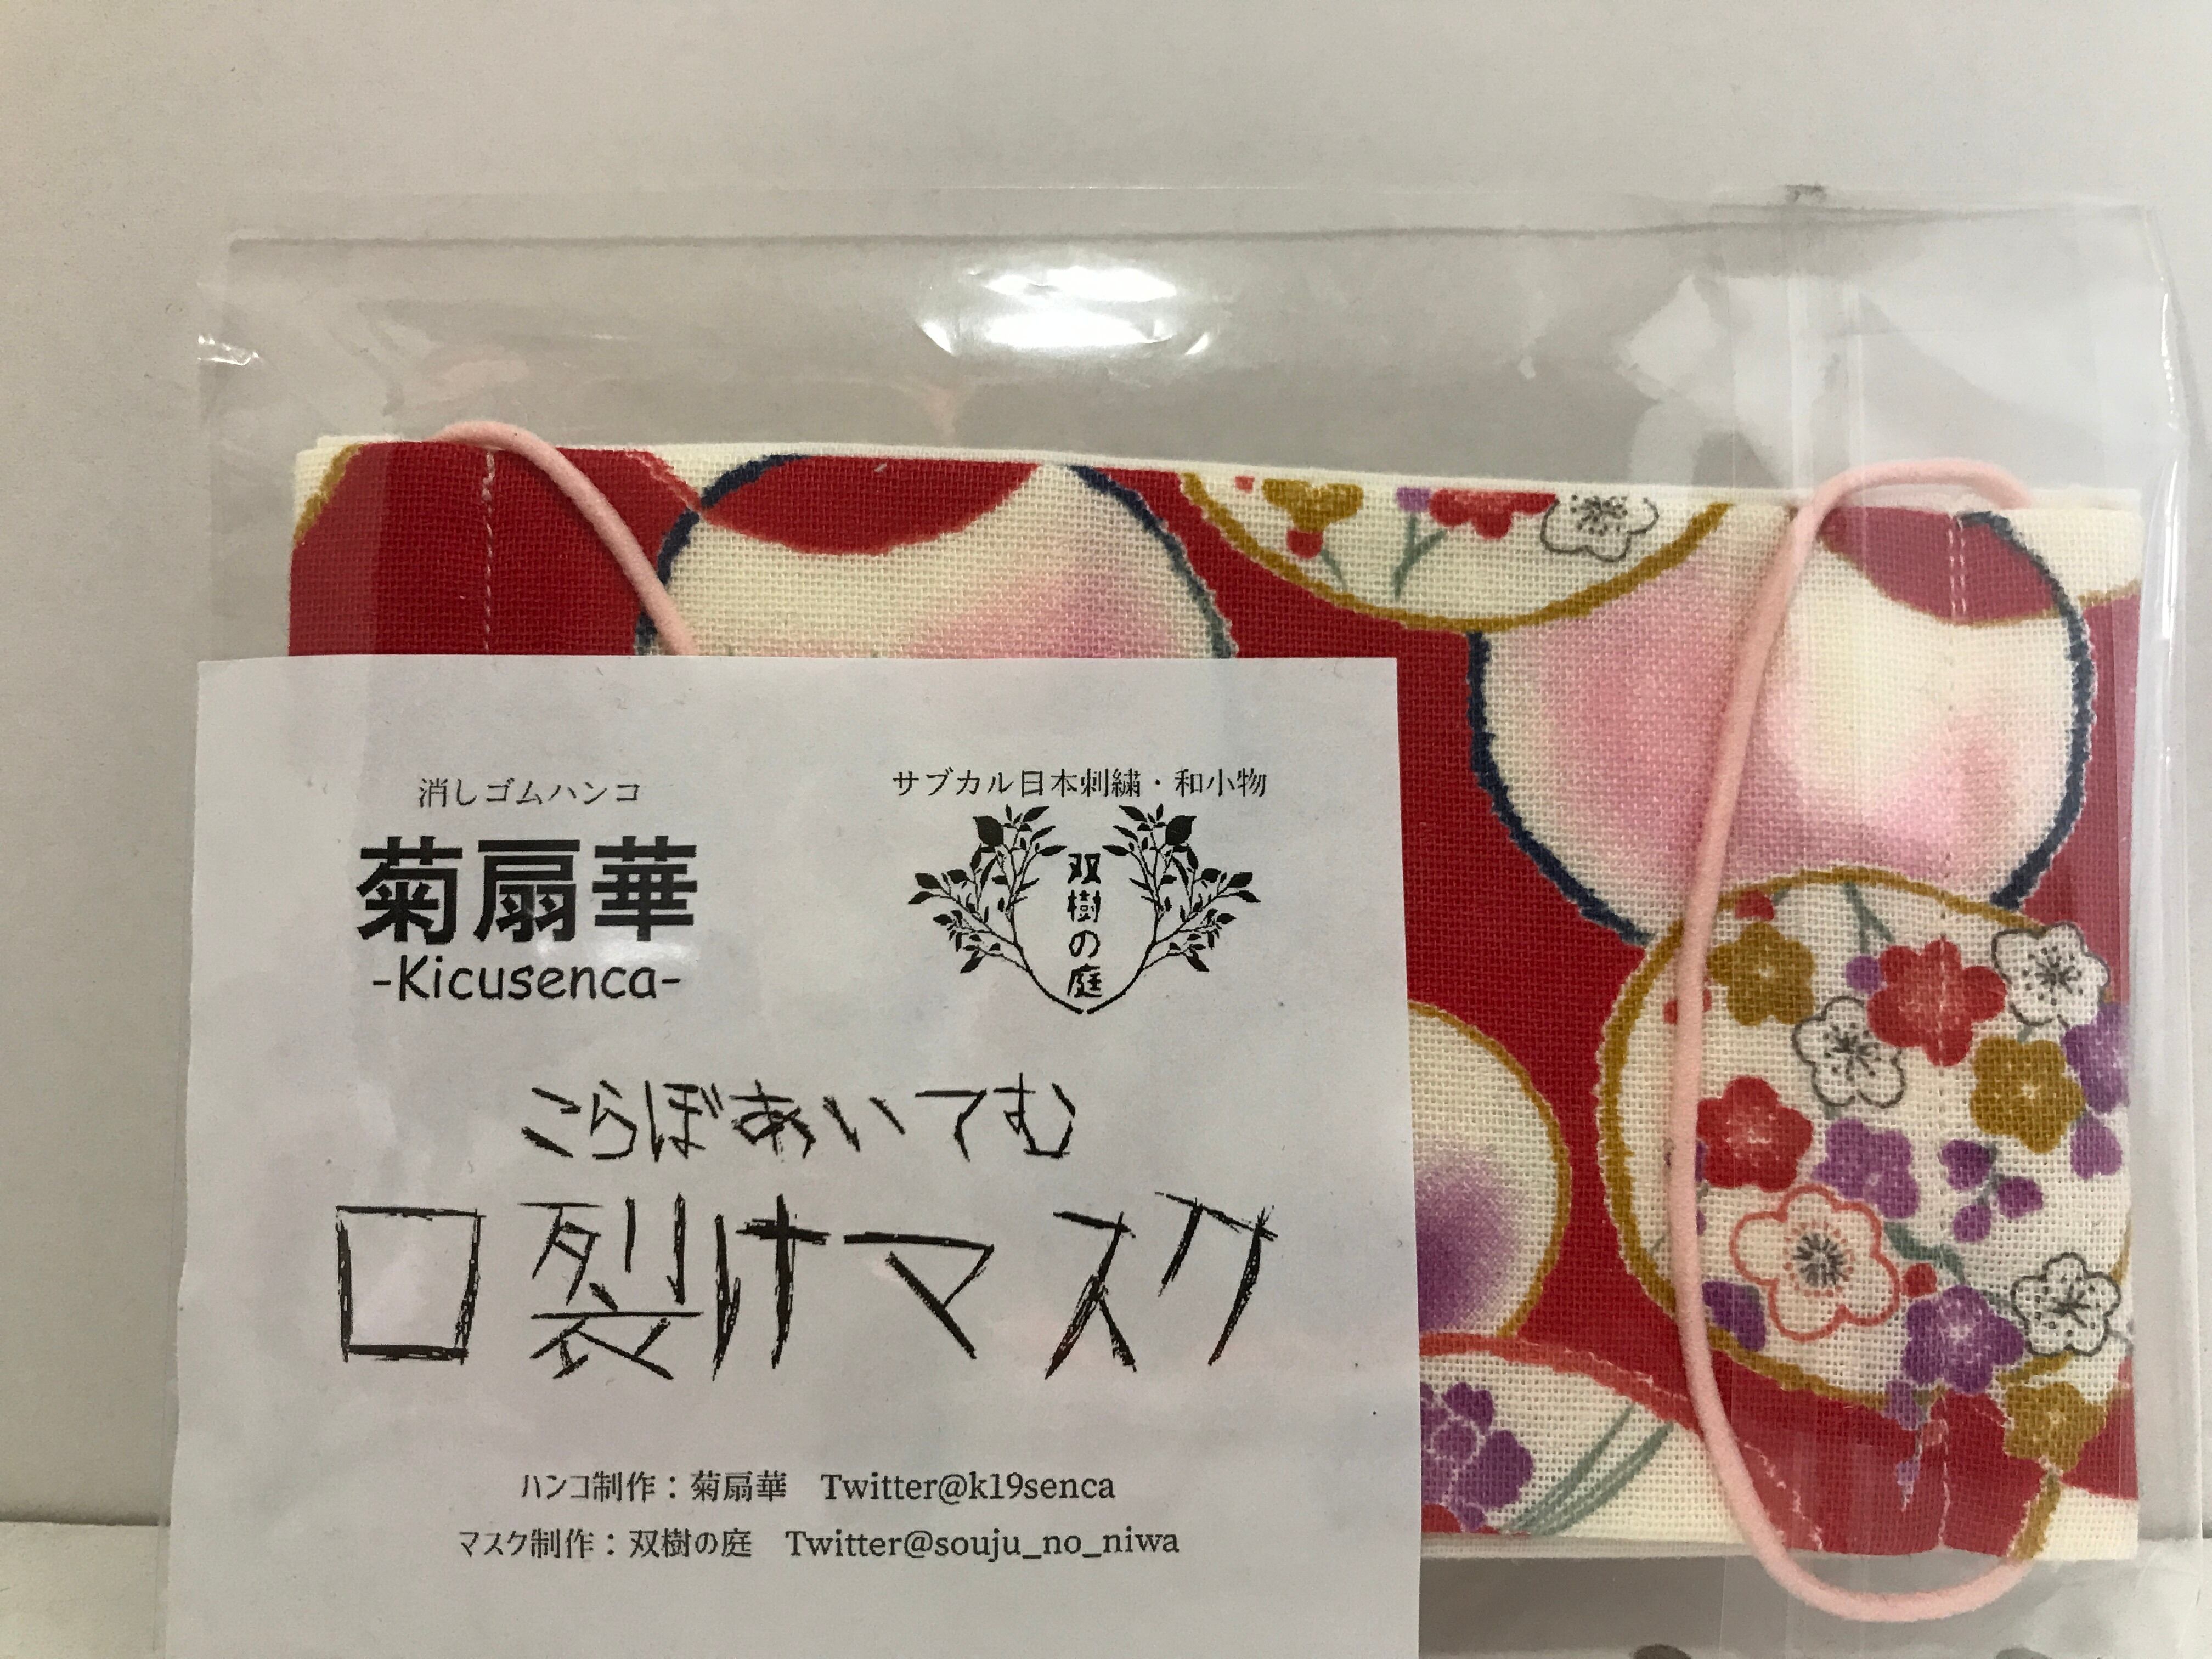 消しゴムハンコ
菊扇華
-Kicusenca-
サブカル日本刺繍・和小物
双樹の庭
こらぼあいてむ
口裂けマスク
ハンコ制作：菊扇華　Twitter@k19senca
マスク制作：双樹の庭　Twitter@souju_no_niwa